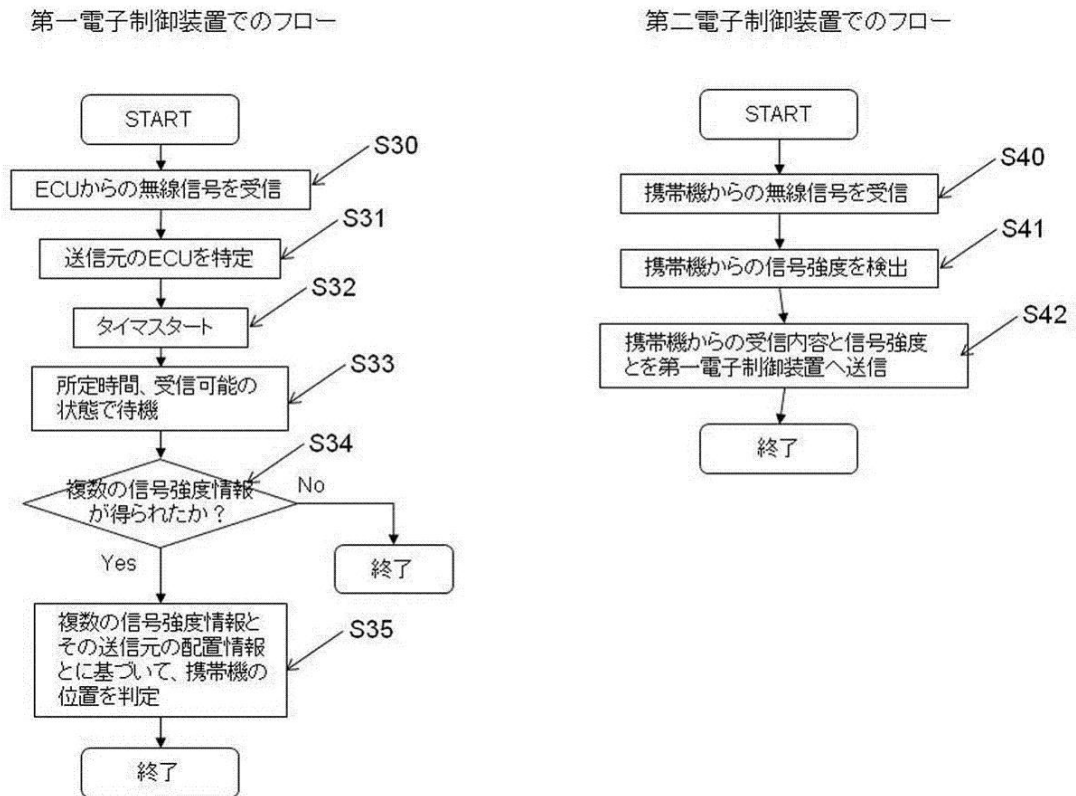 第一電子制御装置でのフロー
START
S30
ECUからの無線信号を受信
S31
送信元のECUを特定
S32
タイマスタート
S33
所定時間、受信可能の
状態で待機
S34
複数の信号強度情報
が得られたか？
No
Yes
終了
複数の信号強度情報と
その送信元の配置情報
とに基づいて、携帯機の
位置を判定
S35
終了
第二電子制御装置でのフロー
START
S40
携帯機からの無線信号を受信
S41
携帯機からの信号強度を検出
S42
携帯機からの受信内容と信号強度
とを第一電子制御装置へ送信
終了